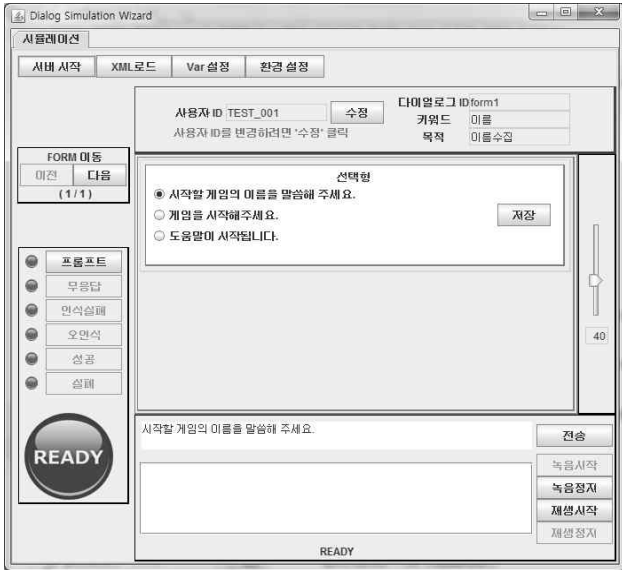 Dialog Simulation Wizard
시뮬레이션
서버 시작 XML로드 Var 설정 환경 설정
사용자 ID TEST_001 수정
사용자 ID를 변경하려면 '수정' 클릭
다이얼로그 ID form1
키워드 이름
목적 이름수집
FORM 이동
이전 다음
(1/1)
선택형
시작할 게임의 이름을 말씀해 주세요.
게임을 시작해주세요.
도움말이 시작됩니다.
저장
프롬프트
무응답
인식실패
오인식
성공
실패
40
READY
시작할 게임의 이름을 말씀해 주세요.
전송
녹음시작
녹음정지
재생시작
재생정지
READY